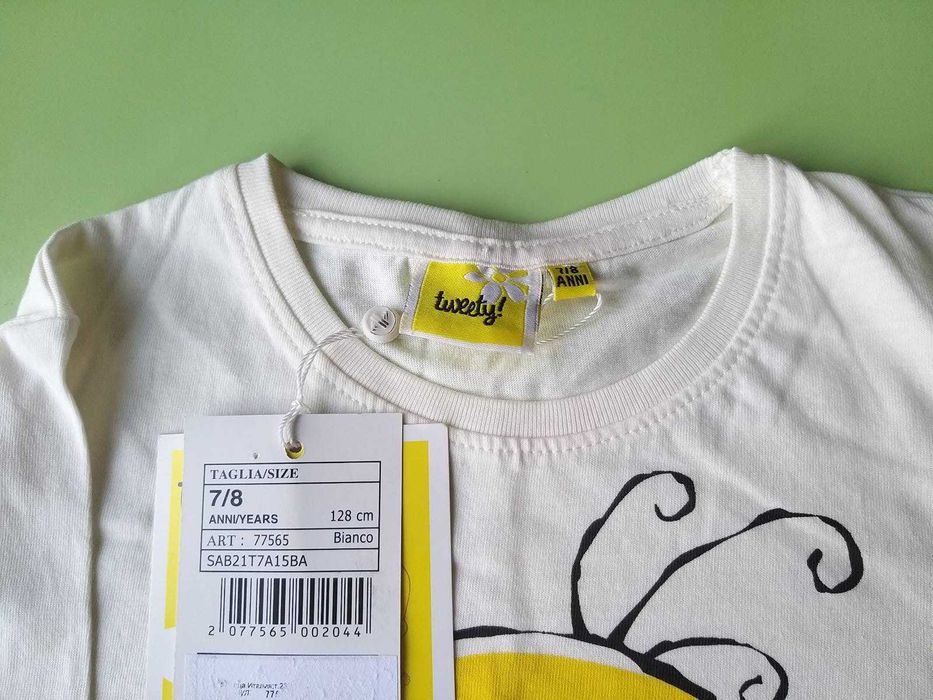 tweety!
7/8
ANNI
TAGLIA/SIZE
7/8
ANNI/YEARS 128 cm
ART : 77565 Bianco
SAB21T7A15BA
2 077565 002044